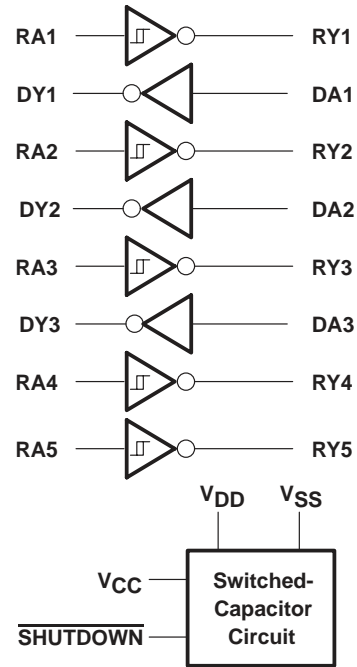 RA1 RY1
DY1 DA1
RA2 RY2
DY2 DA2
RA3 RY3
DY3 DA3
RA4 RY4
RA5 RY5
VDD VSS
VCC Switched-
Capacitor
SHUTDOWN Circuit